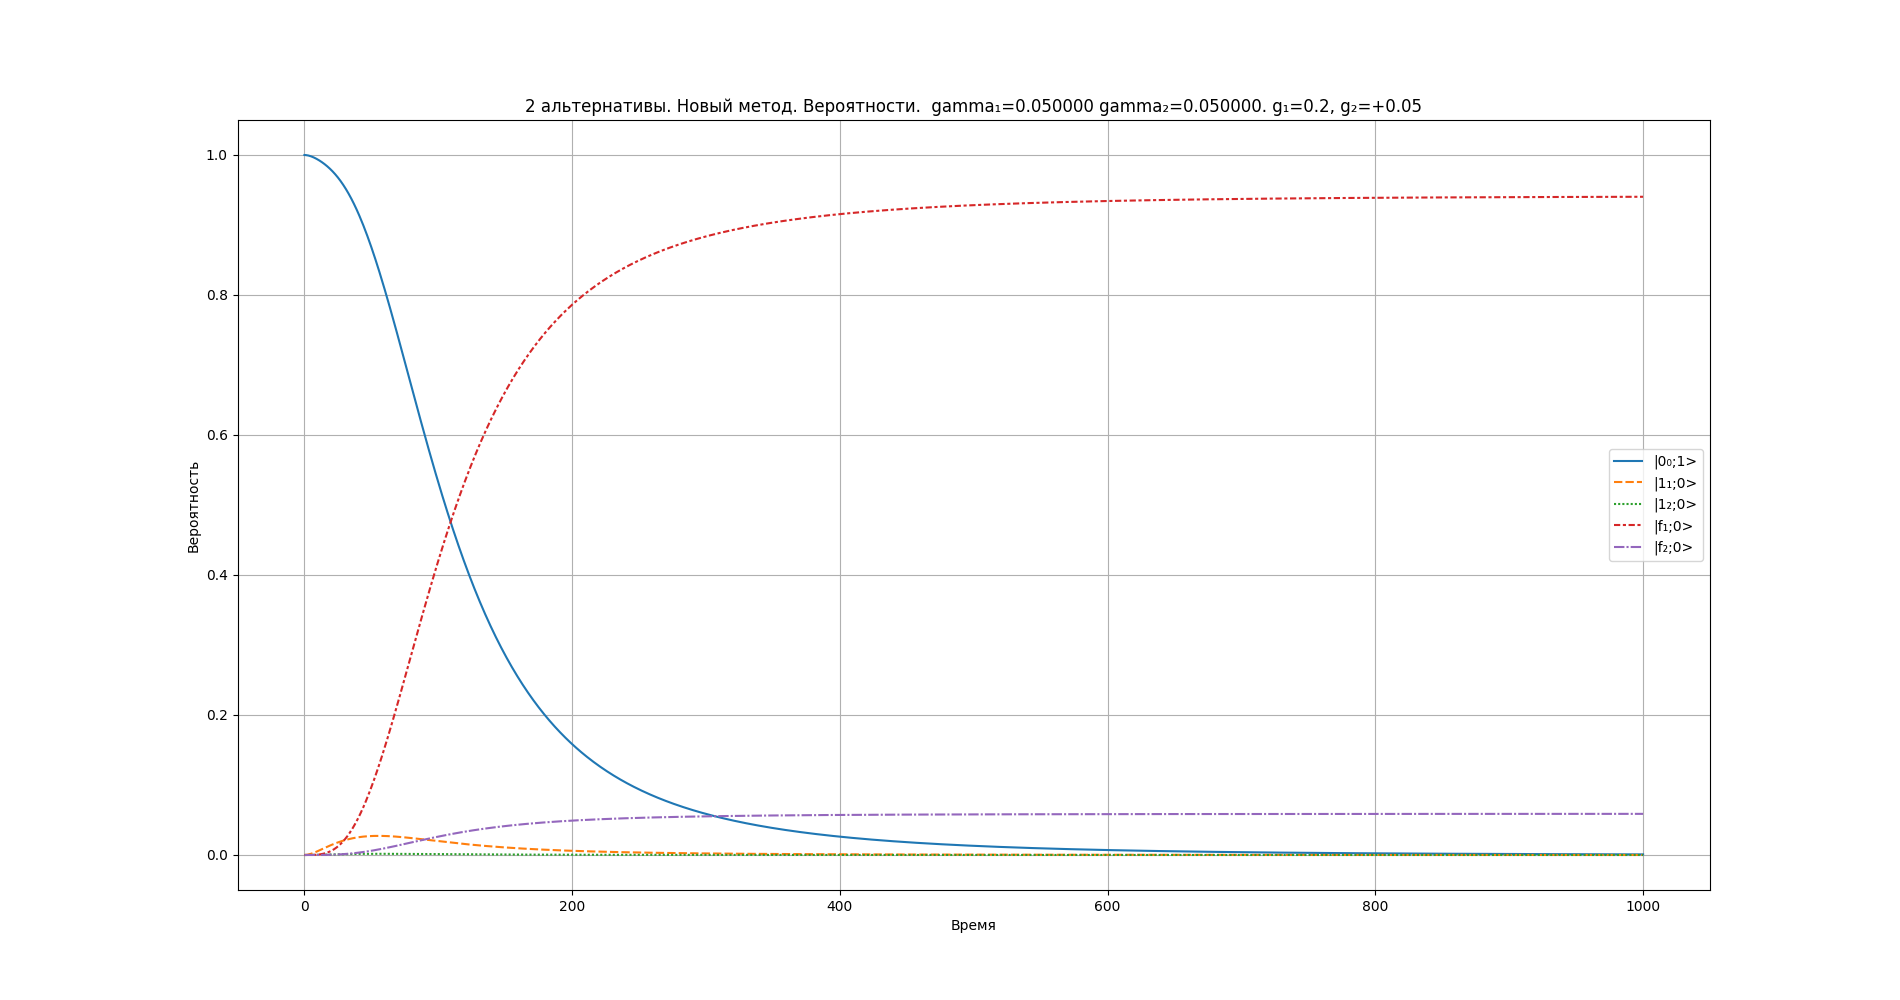 2 альтернативы. Новый метод. Вероятности.  gamma₁=0.050000 gamma₂=0.050000. g₁=0.2, g₂=+0.05
1.0
0.8
0.6
0.4
0.2
0.0
Вероятность
|0₀;1>
|1₁;0>
|1₂;0>
|f₁;0>
|f₂;0>
0 200 400 600 800 1000
Время